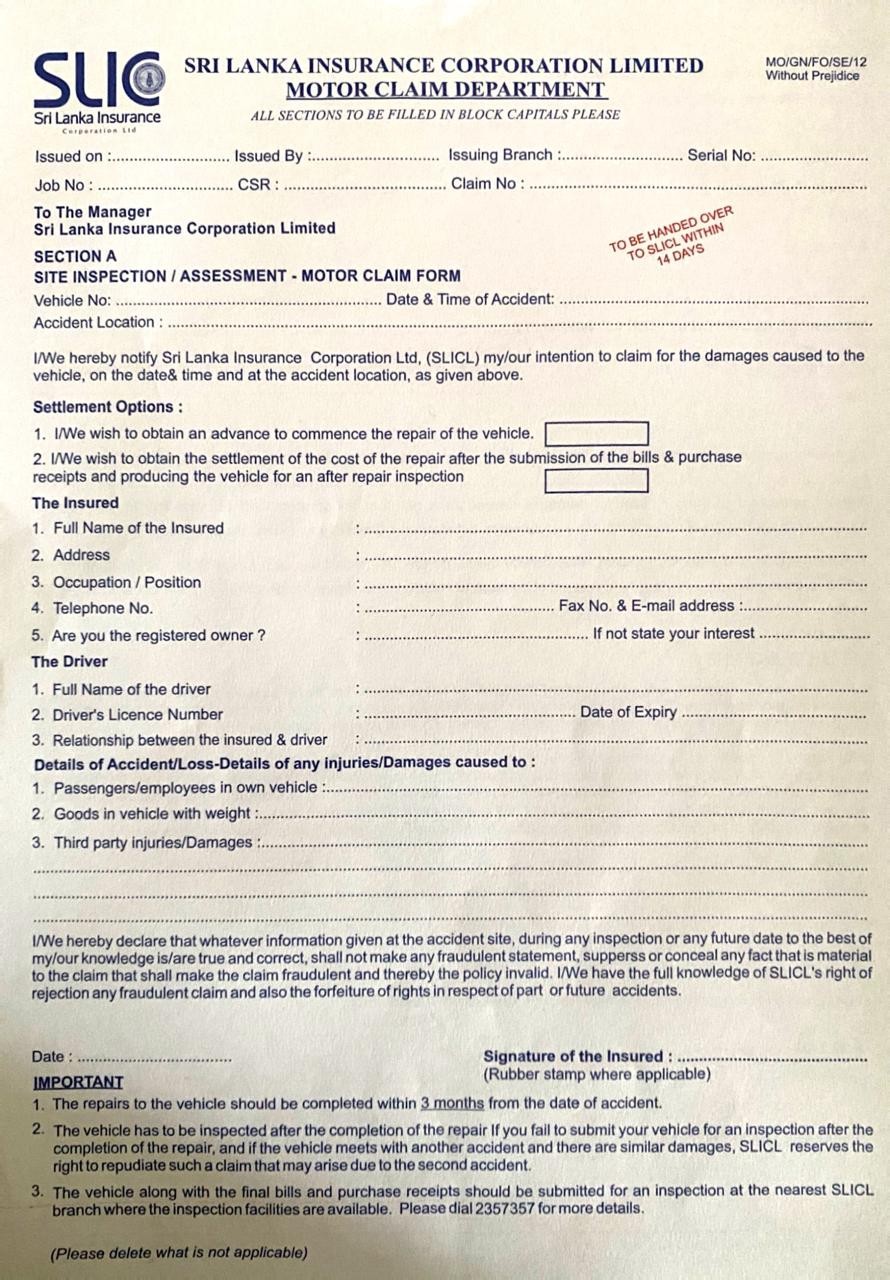 SLIC
Sri Lanka Insurance
Corporation Ltd
SRI LANKA INSURANCE CORPORATION LIMITED
MOTOR CLAIM DEPARTMENT
ALL SECTIONS TO BE FILLED IN BLOCK CAPITALS PLEASE
MO/GN/FO/SE/12
Without Prejidice
Issued on :.............................. Issued By :................................ Issuing Branch :.............................. Serial No: ...........................
Job No : .................................. CSR : ........................................ Claim No : ......................................................................................
To The Manager
Sri Lanka Insurance Corporation Limited
TO BE HANDED OVER
TO SLICL WITHIN
14 DAYS
SECTION A
SITE INSPECTION / ASSESSMENT - MOTOR CLAIM FORM
Vehicle No: .................................................................. Date & Time of Accident: .............................................................................
Accident Location : ................................................................................................................................................................................
I/We hereby notify Sri Lanka Insurance Corporation Ltd, (SLICL) my/our intention to claim for the damages caused to the
vehicle, on the date& time and at the accident location, as given above.
Settlement Options :
1. I/We wish to obtain an advance to commence the repair of the vehicle.
2. I/We wish to obtain the settlement of the cost of the repair after the submission of the bills & purchase
receipts and producing the vehicle for an after repair inspection
The Insured
1. Full Name of the Insured : .............................................................................................................................
2. Address : .............................................................................................................................
3. Occupation / Position : .............................................................................................................................
4. Telephone No. : ............................................... Fax No. & E-mail address :...............................
5. Are you the registered owner ? : ........................................................ If not state your interest ...........................
The Driver
1. Full Name of the driver : .............................................................................................................................
2. Driver's Licence Number : ..................................................... Date of Expiry ..............................................
3. Relationship between the insured & driver : .............................................................................................................................
Details of Accident/Loss-Details of any injuries/Damages caused to :
1. Passengers/employees in own vehicle :.......................................................................................................................................
2. Goods in vehicle with weight :.........................................................................................................................................................
3. Third party injuries/Damages :........................................................................................................................................................
................................................................................................................................................................................................................
................................................................................................................................................................................................................
................................................................................................................................................................................................................
I/We hereby declare that whatever information given at the accident site, during any inspection or any future date to the best of
my/our knowledge is/are true and correct, shall not make any fraudulent statement, supperss or conceal any fact that is material
to the claim that shall make the claim fraudulent and thereby the policy invalid. I/We have the full knowledge of SLICL's right of
rejection any fraudulent claim and also the forfeiture of rights in respect of part or future accidents.
Date : ...................................... Signature of the Insured : ...............................................
(Rubber stamp where applicable)
IMPORTANT
1. The repairs to the vehicle should be completed within 3 months from the date of accident.
2. The vehicle has to be inspected after the completion of the repair If you fail to submit your vehicle for an inspection after the
completion of the repair, and if the vehicle meets with another accident and there are similar damages, SLICL reserves the
right to repudiate such a claim that may arise due to the second accident.
3. The vehicle along with the final bills and purchase receipts should be submitted for an inspection at the nearest SLICL
branch where the inspection facilities are available. Please dial 2357357 for more details.
(Please delete what is not applicable)